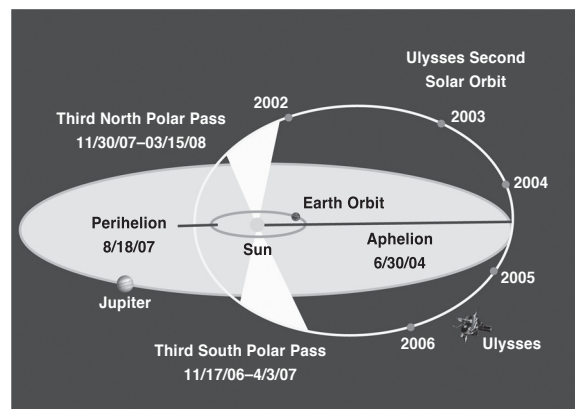 Ulysses Second
Solar Orbit
2002
2003
Third North Polar Pass
11/30/07–03/15/08
2004
Earth Orbit
Perihelion
8/18/07
Aphelion
6/30/04
Sun
2005
Jupiter
2006
Ulysses
Third South Polar Pass
11/17/06–4/3/07